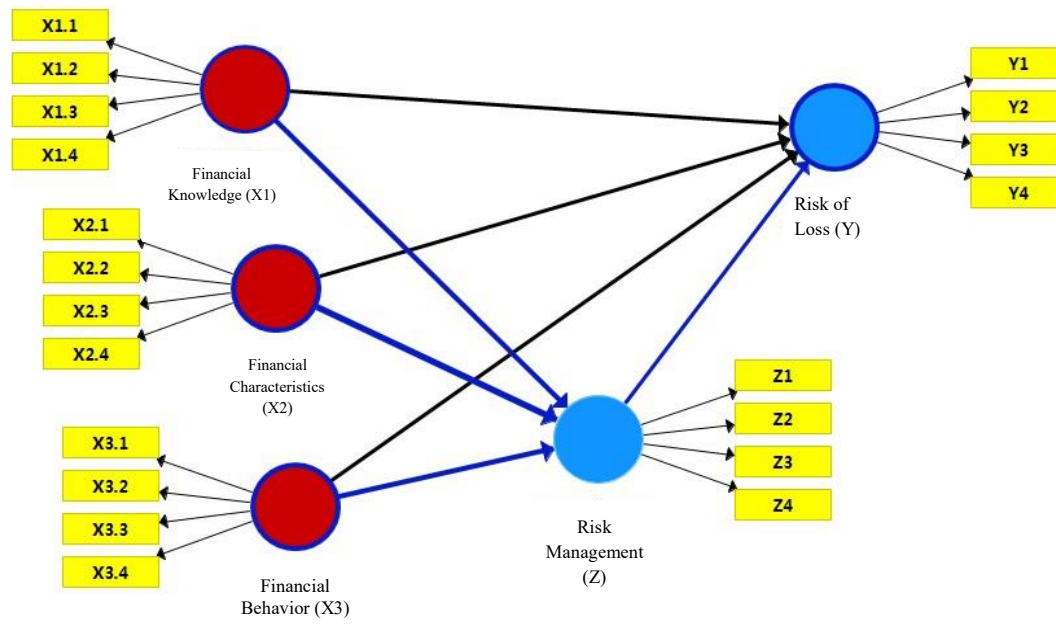 X1.1
X1.2
X1.3
X1.4
Financial
Knowledge (X1)
X2.1
X2.2
X2.3
X2.4
Financial
Characteristics
(X2)
X3.1
X3.2
X3.3
X3.4
Financial
Behavior (X3)
Y1
Y2
Y3
Y4
Risk of
Loss (Y)
Z1
Z2
Z3
Z4
Risk
Management
(Z)